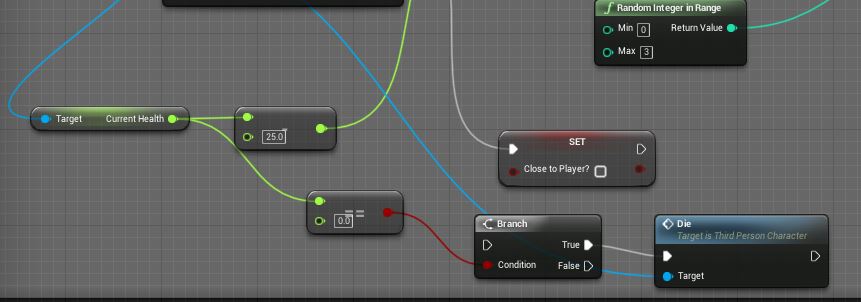 Random Integer in Range
Min 0 Return Value
Max 3
Target Current Health
25.0
SET
Close to Player?
0.0 ==
Branch
True
Condition False
Die
Target is Third Person Character
Target